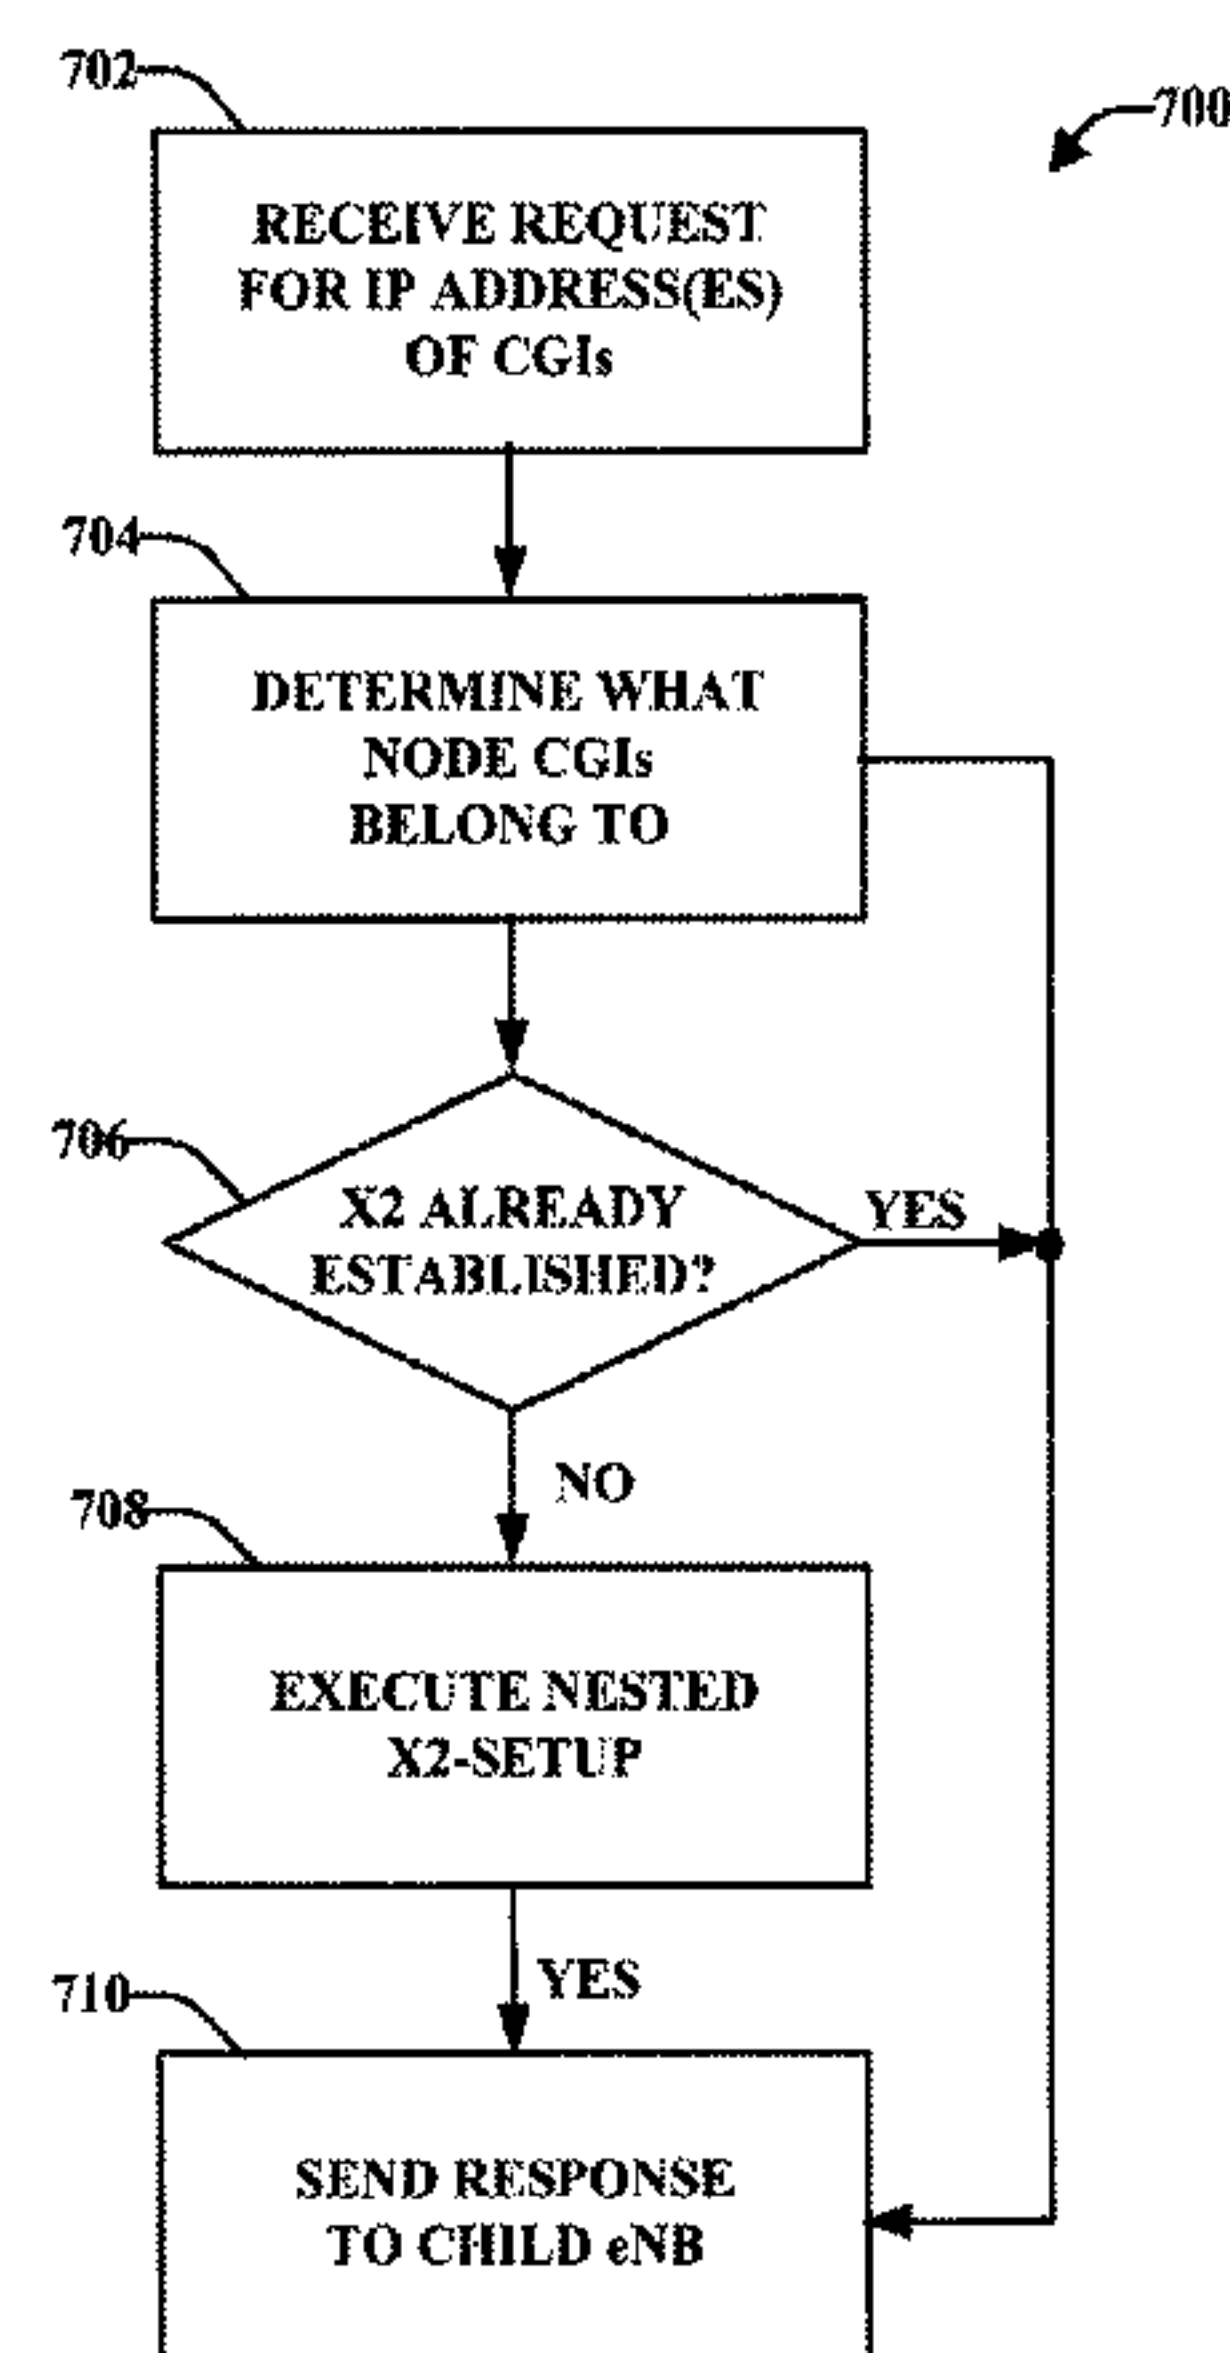 702
700
RECEIVE REQUEST
FOR IP ADDRESS(ES)
OF CGIs
704
DETERMINE WHAT
NODE CGIs
BELONG TO
706
X2 ALREADY
ESTABLISHED?
YES
NO
708
EXECUTE NESTED
X2-SETUP
YES
710
SEND RESPONSE
TO CHILD eNB